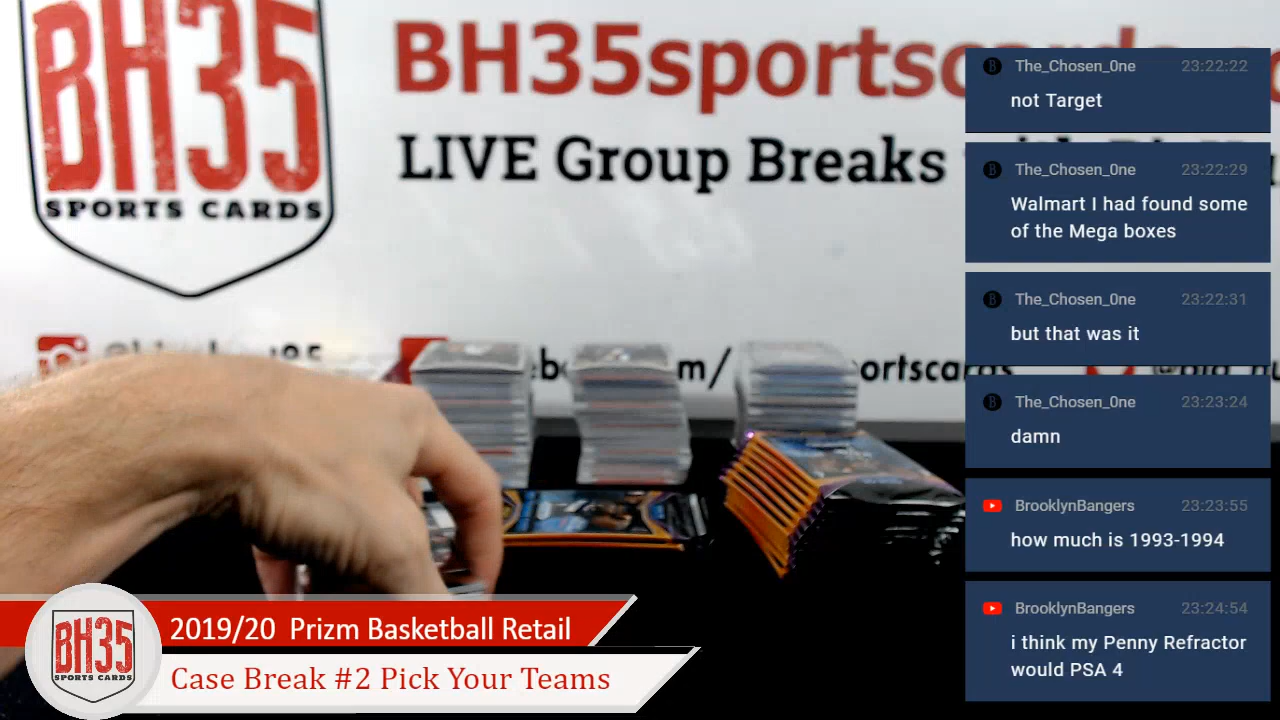 BH35
SPORTS CARDS
BH35sportsc
LIVE Group Breaks
ortscards
The_Chosen_0ne 23:22:22
not Target
The_Chosen_0ne 23:22:29
Walmart I had found some
of the Mega boxes
The_Chosen_0ne 23:22:31
but that was it
The_Chosen_0ne 23:23:24
damn
BrooklynBangers 23:23:55
how much is 1993-1994
BrooklynBangers 23:24:54
i think my Penny Refractor
would PSA 4
BH35
SPORTS CARDS
2019/20 Prizm Basketball Retail
Case Break #2 Pick Your Teams